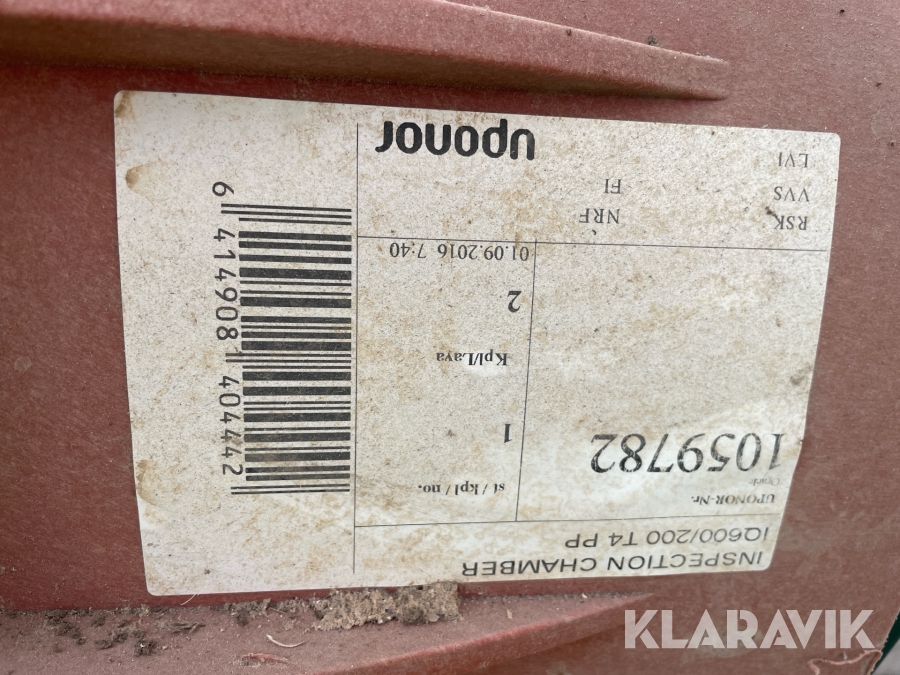 INSPECTION CHAMBER
IQ600/200 T4 PP
UPONOR-Nr.
1059782
st / kpl / no.
1
Kpl/Lava
2
01.09.2016 7:40
RSK
VVS
LVI
NRF
FI
uponor
6 414908 404442
KLARAVIK